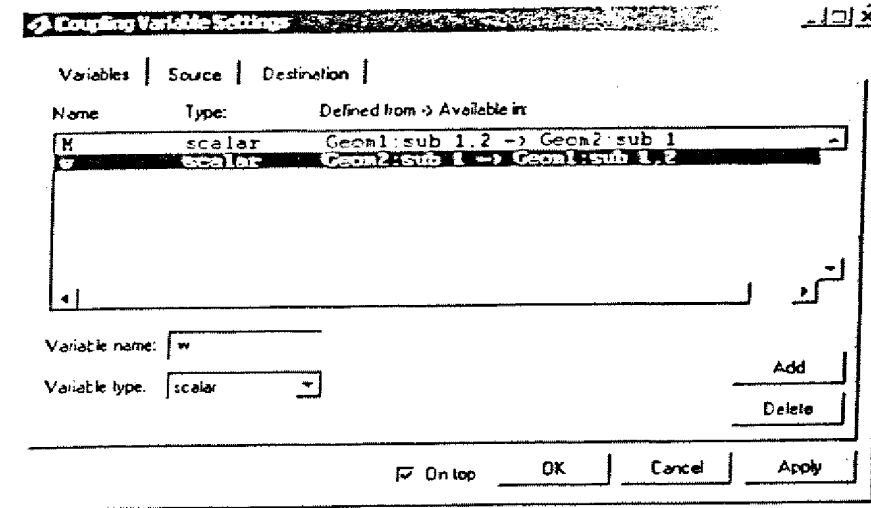 Coupling Variable Settings
Variables Source Destination
Name Type: Defined from -> Available in:
M scalar Geom1:sub 1,2 -> Geom2:sub 1
w scalar Geom2:sub 1 -> Geom1:sub 1,2
Variable name: w
Variable type: scalar
Add
Delete
On top OK Cancel Apply